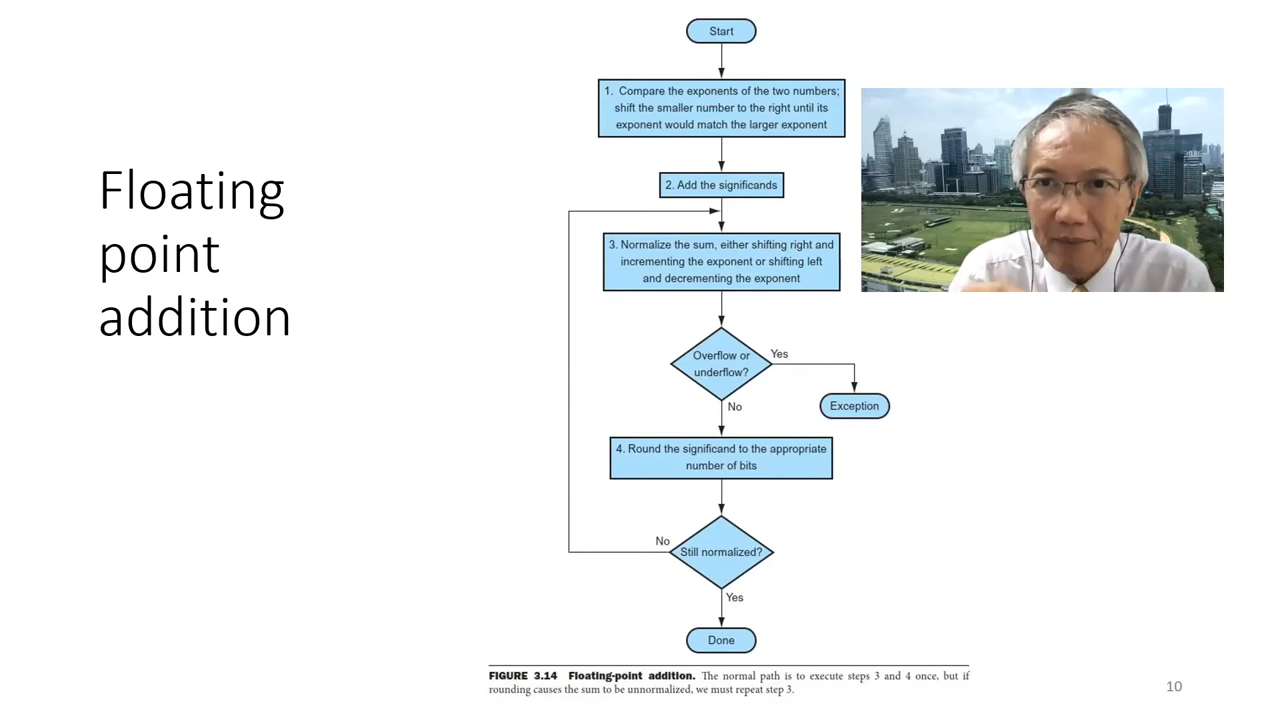 Floating
point
addition
Start
1. Compare the exponents of the two numbers;
shift the smaller number to the right until its
exponent would match the larger exponent
2. Add the significands
3. Normalize the sum, either shifting right and
incrementing the exponent or shifting left
and decrementing the exponent
Overflow or
underflow?
Yes
Exception
No
4. Round the significand to the appropriate
number of bits
No
Still normalized?
Yes
Done
FIGURE 3.14 Floating-point addition. The normal path is to execute steps 3 and 4 once, but if
rounding causes the sum to be unnormalized, we must repeat step 3.
10